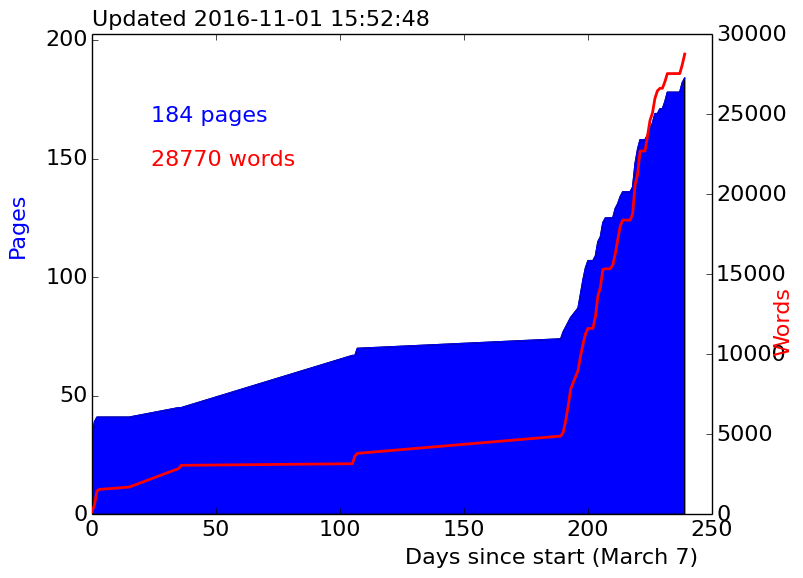 Updated 2016-11-01 15:52:48
200
150
100
50
0
Pages
184 pages
28770 words
30000
25000
20000
15000
10000
5000
0
Words
0 50 100 150 200 250
Days since start (March 7)